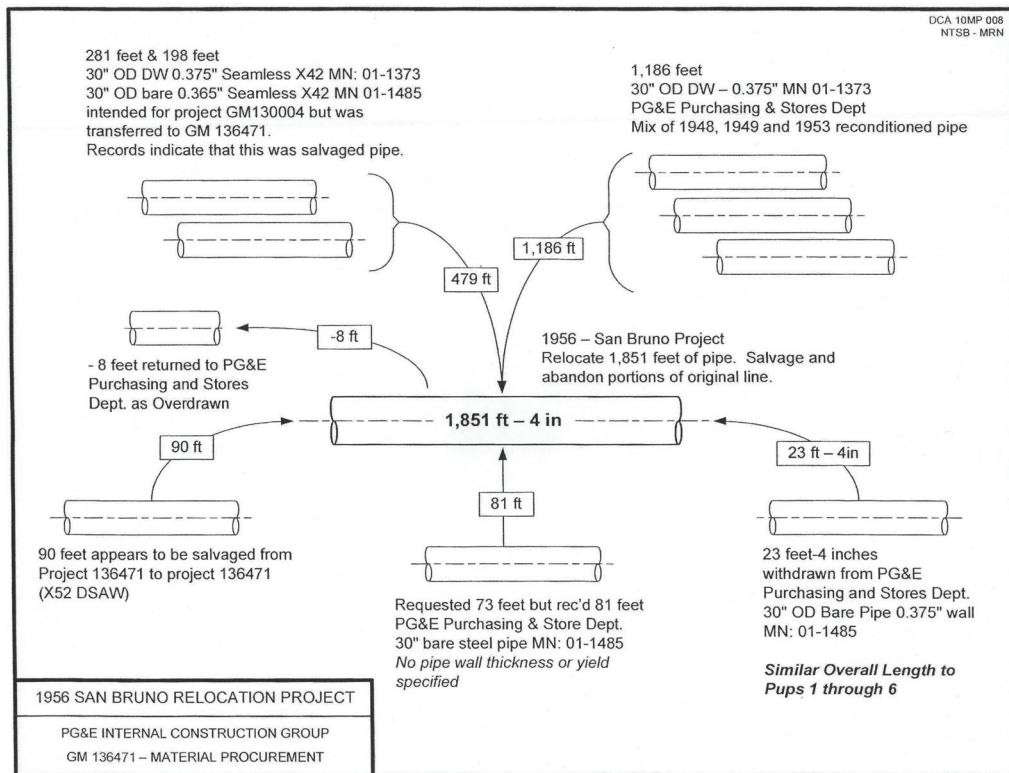 DCA 10MP 008
NTSB - MRN
281 feet & 198 feet
30" OD DW 0.375" Seamless X42 MN: 01-1373
30" OD bare 0.365" Seamless X42 MN 01-1485
intended for project GM130004 but was
transferred to GM 136471.
Records indicate that this was salvaged pipe.
1,186 feet
30" OD DW – 0.375" MN 01-1373
PG&E Purchasing & Stores Dept
Mix of 1948, 1949 and 1953 reconditioned pipe
479 ft
1,186 ft
-8 ft
- 8 feet returned to PG&E
Purchasing and Stores
Dept. as Overdrawn
1956 – San Bruno Project
Relocate 1,851 feet of pipe. Salvage and
abandon portions of original line.
1,851 ft – 4 in
90 ft
81 ft
23 ft – 4in
90 feet appears to be salvaged from
Project 136471 to project 136471
(X52 DSAW)
Requested 73 feet but rec'd 81 feet
PG&E Purchasing & Store Dept.
30" bare steel pipe MN: 01-1485
No pipe wall thickness or yield
specified
23 feet-4 inches
withdrawn from PG&E
Purchasing and Stores Dept.
30" OD Bare Pipe 0.375" wall
MN: 01-1485
Similar Overall Length to
Pups 1 through 6
1956 SAN BRUNO RELOCATION PROJECT
PG&E INTERNAL CONSTRUCTION GROUP
GM 136471 – MATERIAL PROCUREMENT